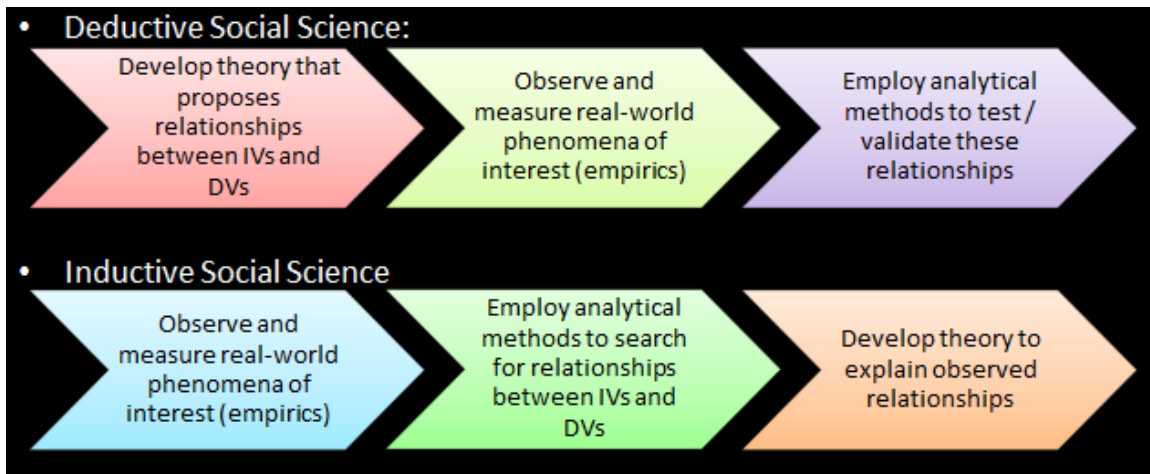 • Deductive Social Science:
Develop theory that
proposes
relationships
between IVs and
DVs
Observe and
measure real-world
phenomena of
interest (empirics)
Employ analytical
methods to test /
validate these
relationships
• Inductive Social Science
Observe and
measure real-world
phenomena of
interest (empirics)
Employ analytical
methods to search
for relationships
between IVs and
DVs
Develop theory to
explain observed
relationships